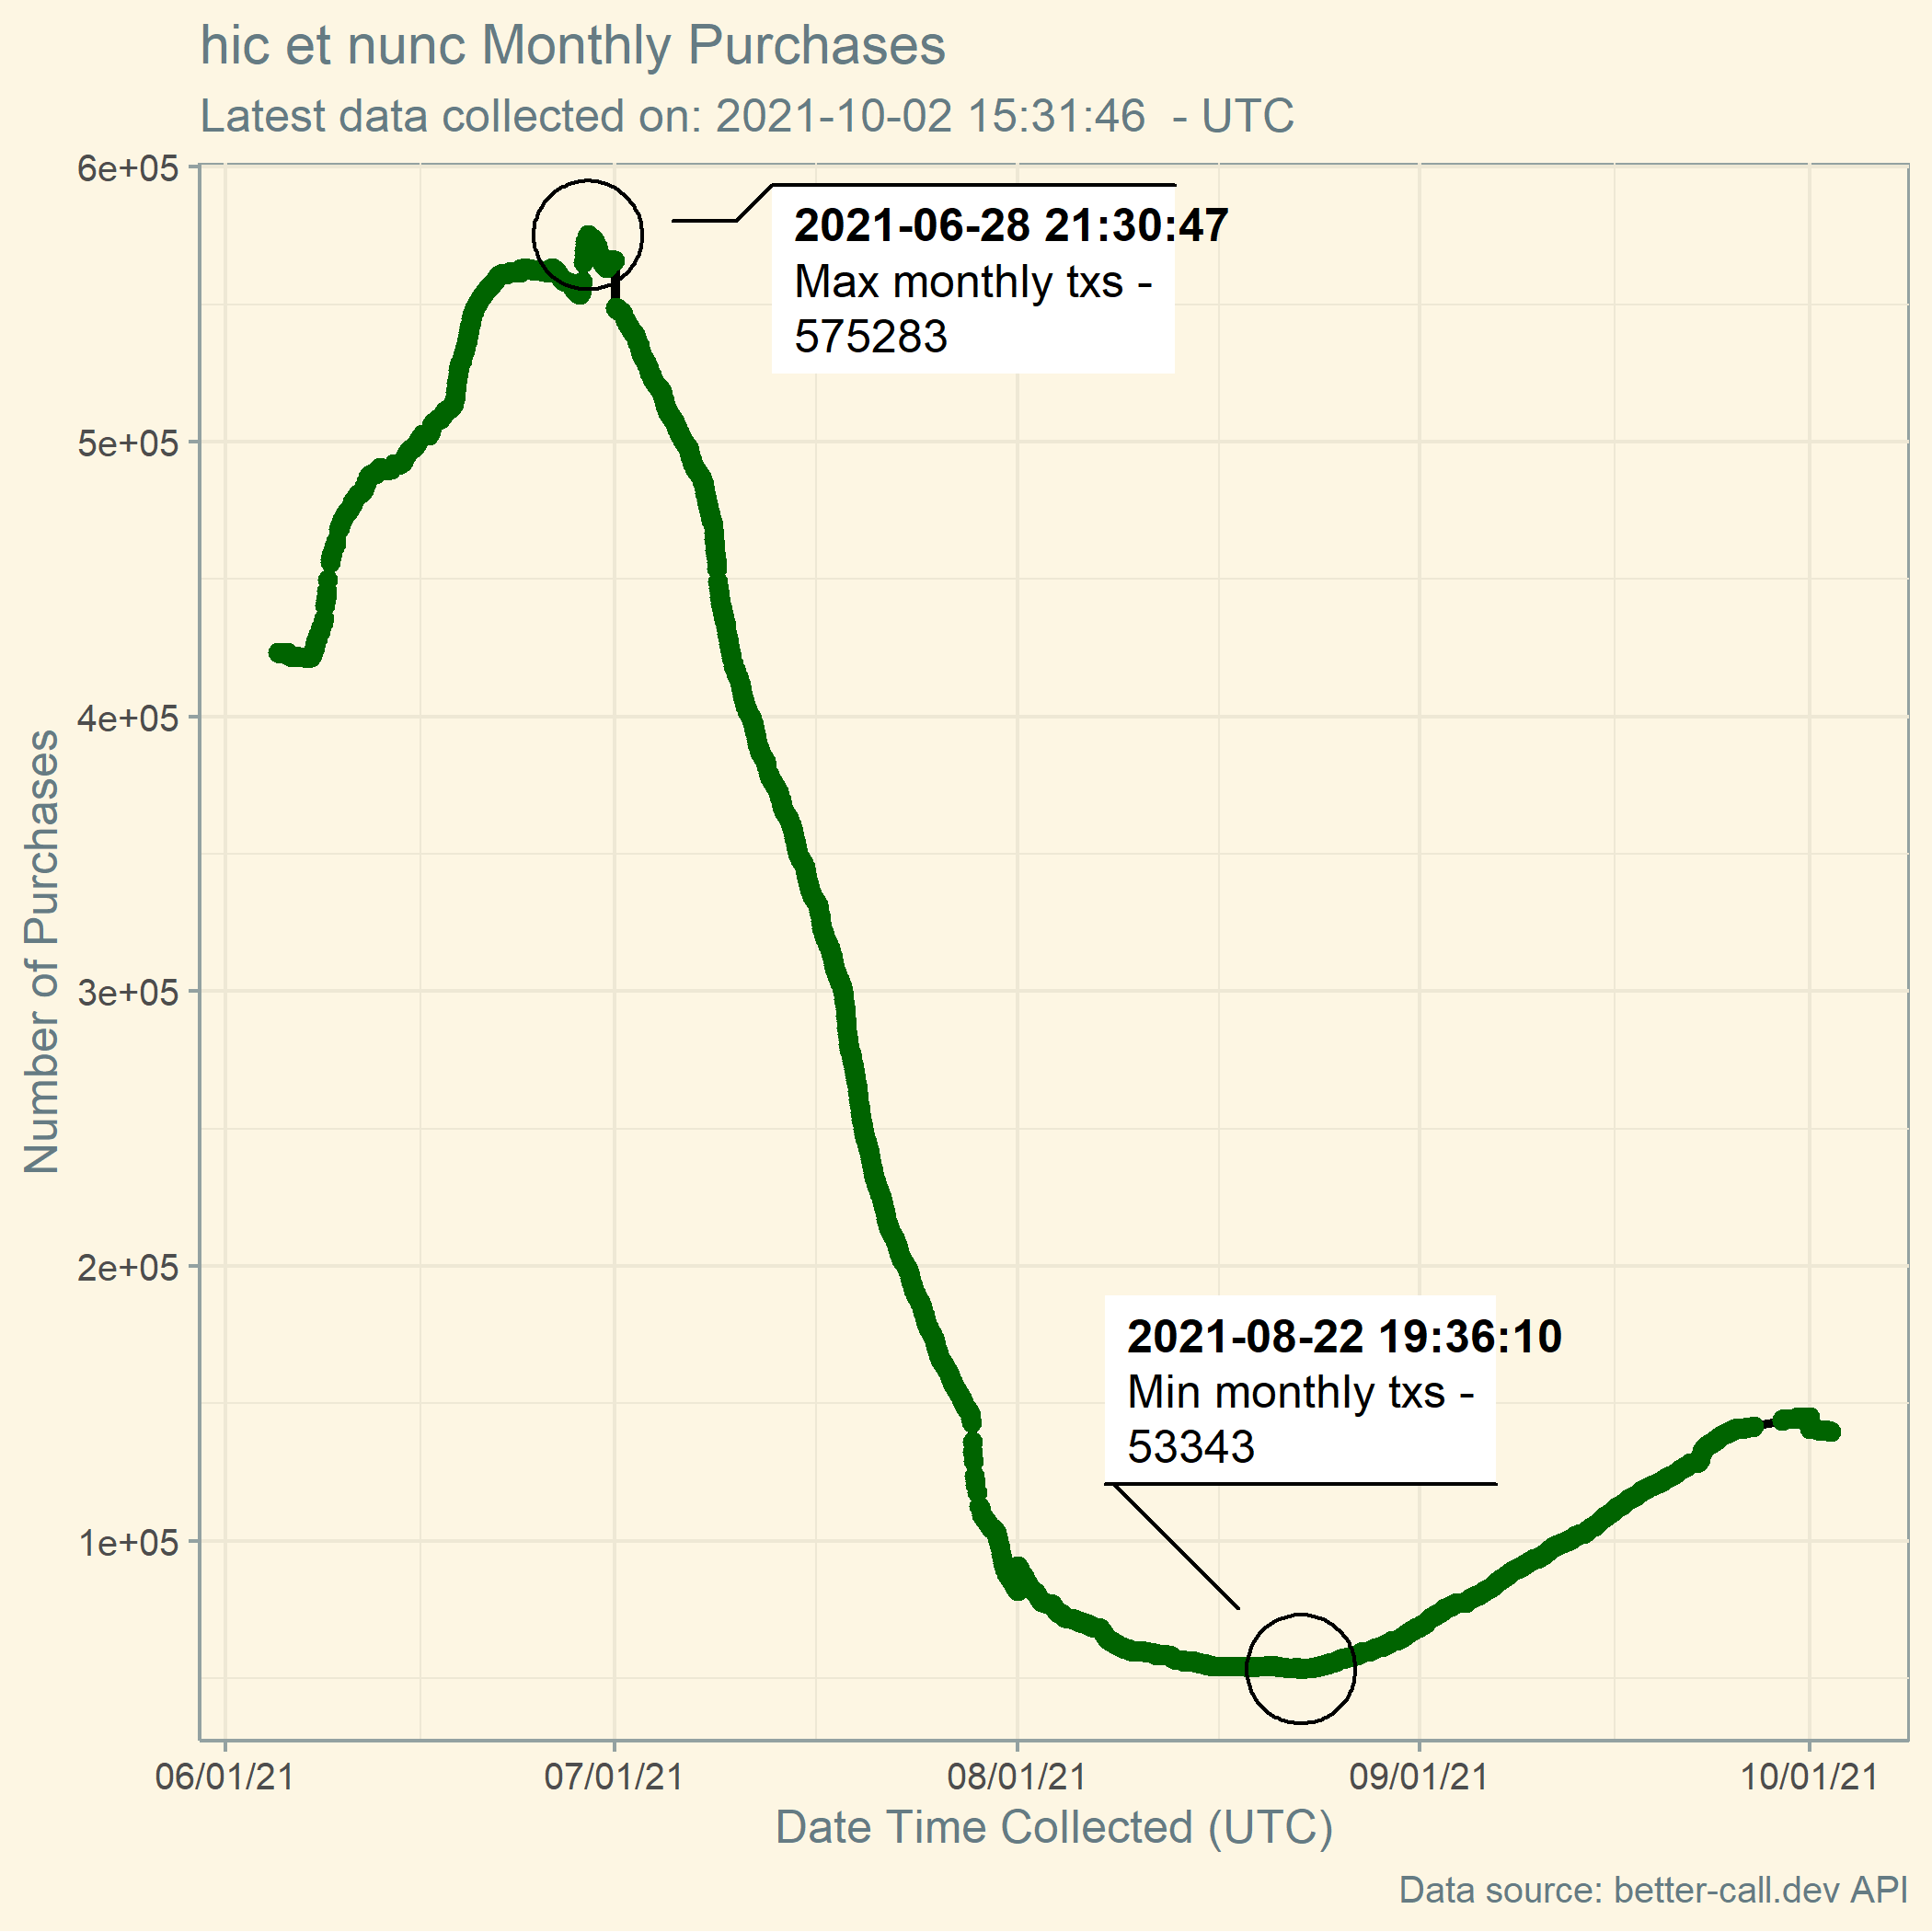 hic et nunc Monthly Purchases
Latest data collected on: 2021-10-02 15:31:46  - UTC
6e+05
5e+05
4e+05
3e+05
2e+05
1e+05
Number of Purchases
2021-06-28 21:30:47
Max monthly txs -
575283
2021-08-22 19:36:10
Min monthly txs -
53343
06/01/21
07/01/21
08/01/21
09/01/21
10/01/21
Date Time Collected (UTC)
Data source: better-call.dev API